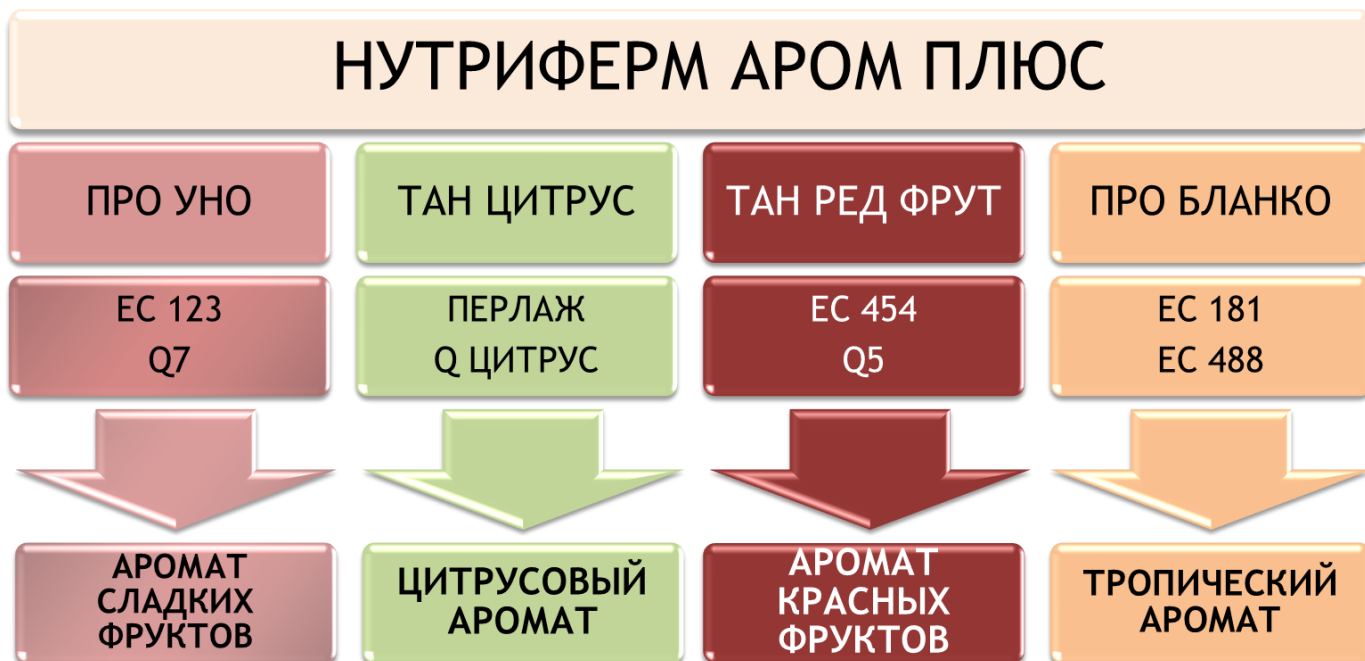 НУТРИФЕРМ АРОМ ПЛЮС
ПРО УНО
ТАН ЦИТРУС
ТАН РЕД ФРУТ
ПРО БЛАНКО
ЕС 123
Q7
ПЕРЛАЖ
Q ЦИТРУС
ЕС 454
Q5
ЕС 181
ЕС 488
АРОМАТ
СЛАДКИХ
ФРУКТОВ
ЦИТРУСОВЫЙ
АРОМАТ
АРОМАТ
КРАСНЫХ
ФРУКТОВ
ТРОПИЧЕСКИЙ
АРОМАТ